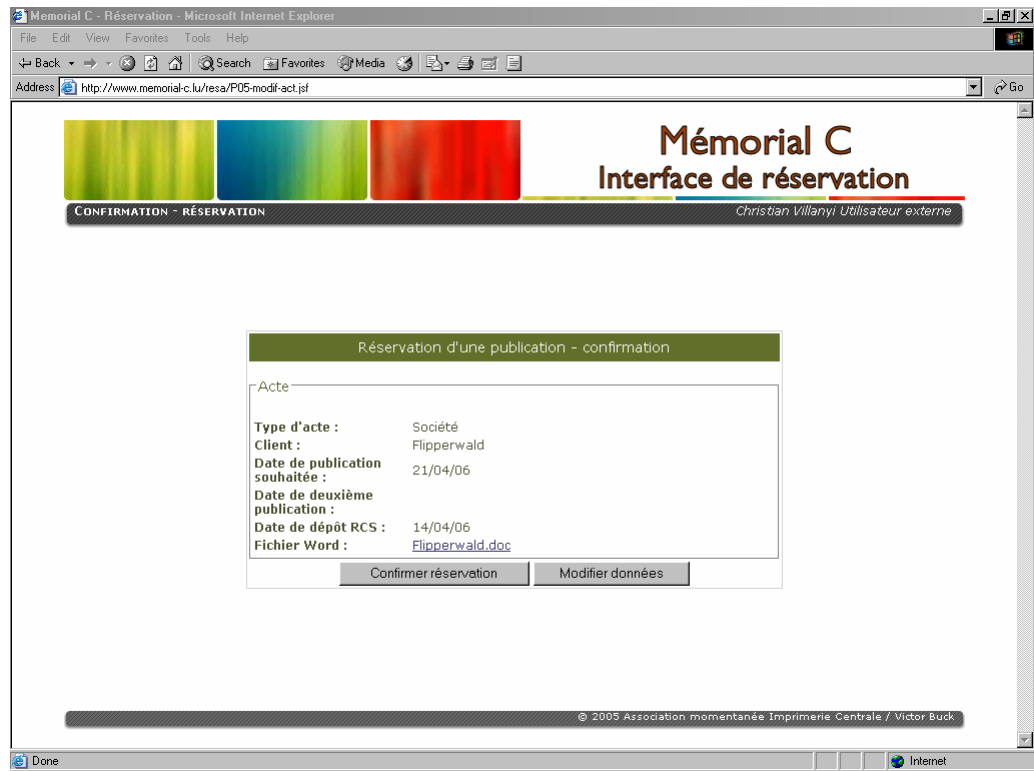 Memorial C - Réservation - Microsoft Internet Explorer
File Edit View Favorites Tools Help
Back Search Favorites Media
Address http://www.memorial-c.lu/resa/P05-modif-act.jsf Go
Mémorial C
Interface de réservation
CONFIRMATION - RÉSERVATION Christian Villanyi Utilisateur externe
Réservation d'une publication - confirmation
Acte
Type d'acte : Société
Client : Flipperwald
Date de publication
souhaitée : 21/04/06
Date de deuxième
publication :
Date de dépôt RCS : 14/04/06
Fichier Word : Flipperwald.doc
Confirmer réservation Modifier données
© 2005 Association momentanée Imprimerie Centrale / Victor Buck
Done Internet